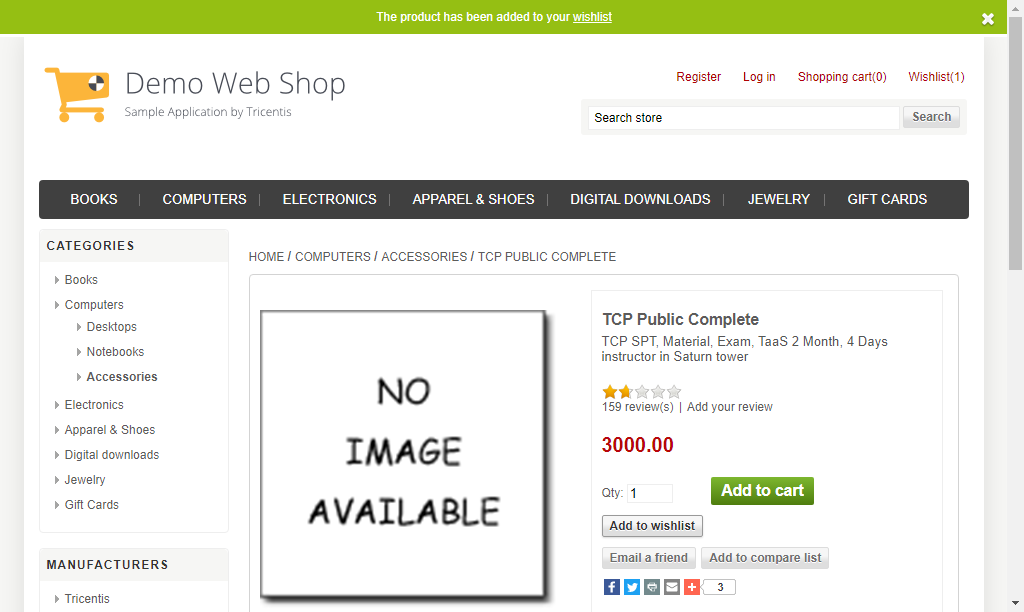 The product has been added to your wishlist
Demo Web Shop
Sample Application by Tricentis
Register Log in Shopping cart(0) Wishlist(1)
Search store Search
BOOKS COMPUTERS ELECTRONICS APPAREL & SHOES DIGITAL DOWNLOADS JEWELRY GIFT CARDS
CATEGORIES
Books
Computers
Desktops
Notebooks
Accessories
Electronics
Apparel & Shoes
Digital downloads
Jewelry
Gift Cards
MANUFACTURERS
Tricentis
HOME / COMPUTERS / ACCESSORIES / TCP PUBLIC COMPLETE
NO
IMAGE
AVAILABLE
TCP Public Complete
TCP SPT, Material, Exam, TaaS 2 Month, 4 Days
instructor in Saturn tower
159 review(s) | Add your review
3000.00
Qty: 1 Add to cart
Add to wishlist
Email a friend Add to compare list
3